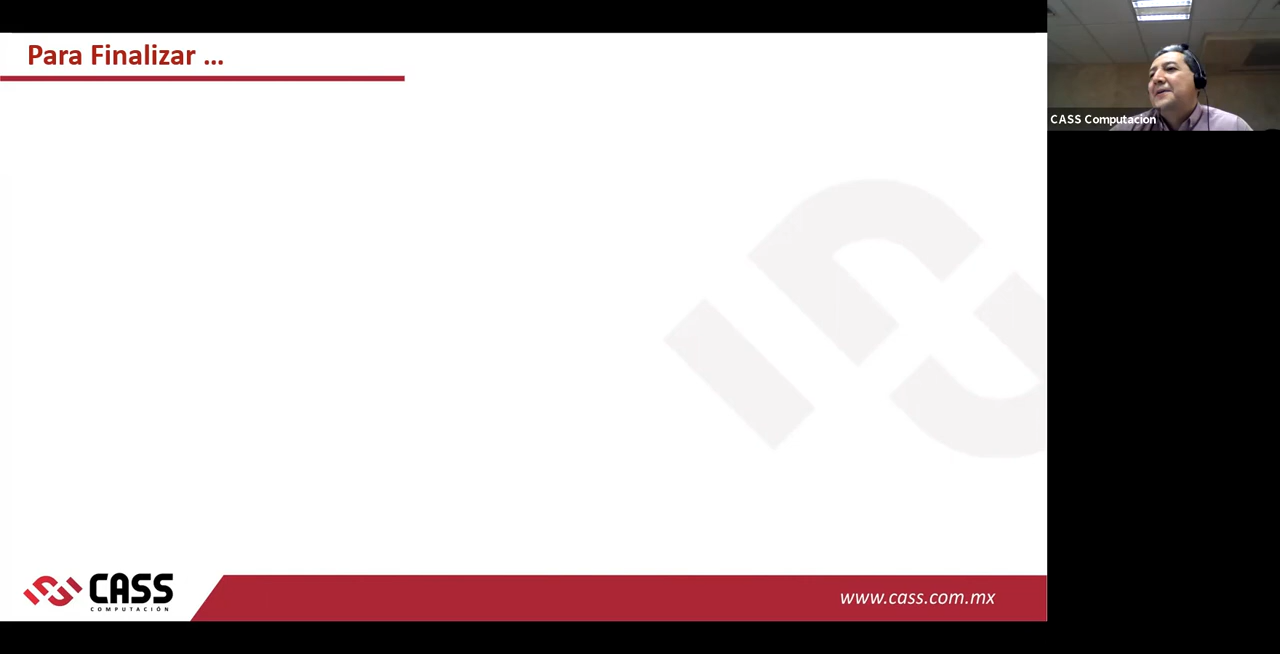 Para Finalizar ...
CASS Computacion
CASS
COMPUTACIÓN
www.cass.com.mx